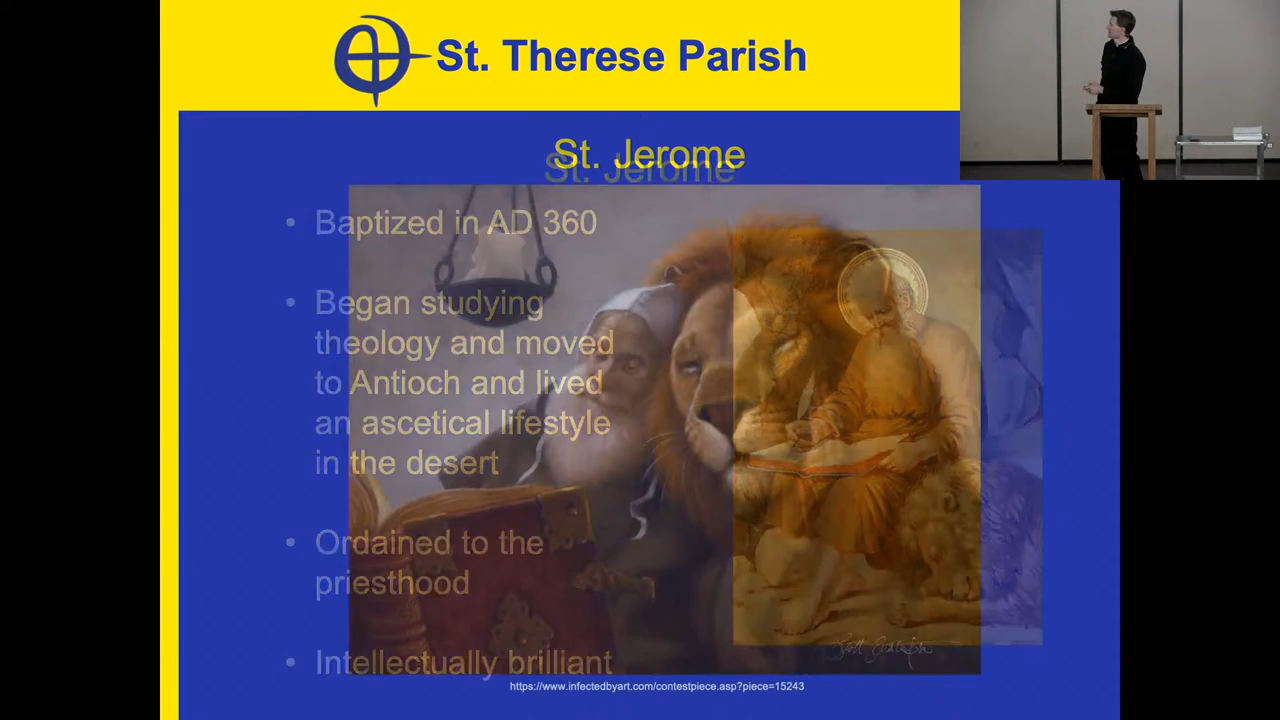 St. Therese Parish
St. Jerome
St. Jerome
• Baptized in AD 360
• Began studying
theology and moved
to Antioch and lived
an ascetical lifestyle
in the desert
• Ordained to the
priesthood
• Intellectually brilliant
https://www.infectedbyart.com/contestpiece.asp?piece=15243